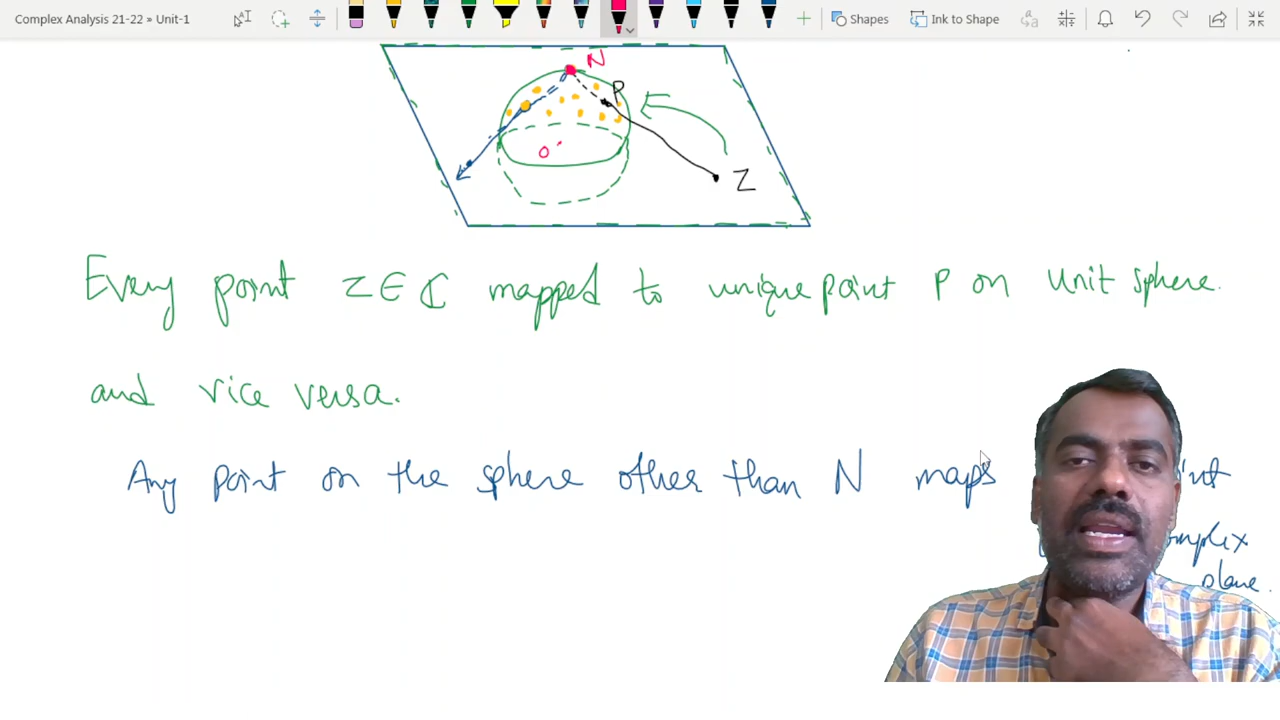 Complex Analysis 21-22 » Unit-1
Shapes
Ink to Shape
N
P
O
Z
Every point Z ∈ ℂ mapped to unique point P on Unit sphere.
and vice versa.
Any point on the sphere other than N maps
plane.